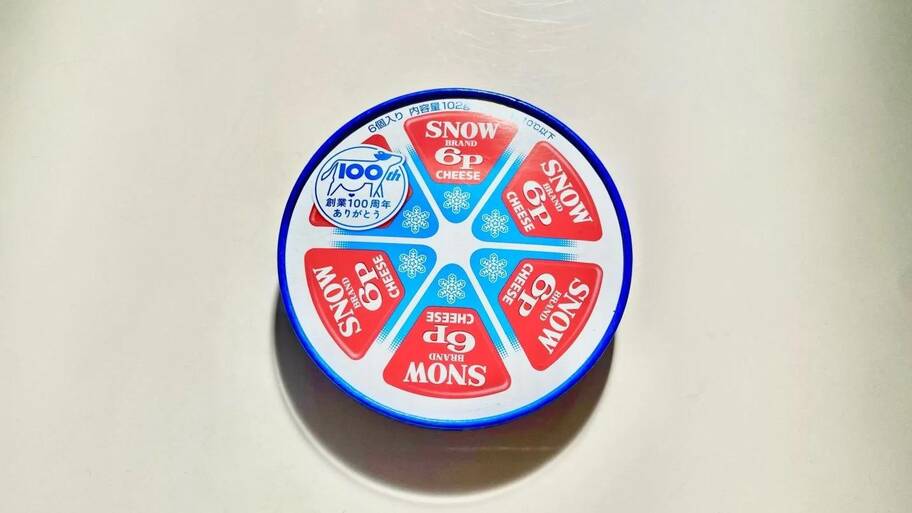 6個入り 内容量102g
10℃以下
SNOW
BRAND
6P
CHEESE
100th
創業100周年
ありがとう
SNOW
BRAND
6P
CHEESE
SNOW
BRAND
6P
CHEESE
SNOW
BRAND
6P
CHEESE
SNOW
BRAND
6P
CHEESE